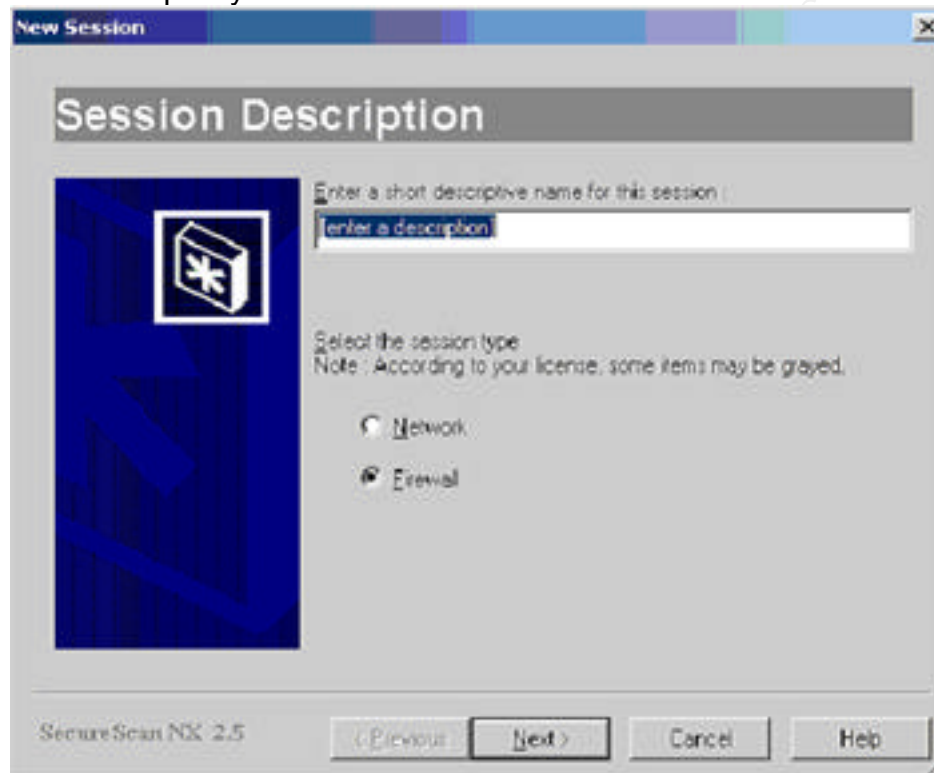 New Session
Session Description
Enter a short descriptive name for this session :
[enter a description]
Select the session type
Note : According to your license, some items may be grayed.
Network
Firewall
SecureScan NX 2.5
< Previous
Next >
Cancel
Help